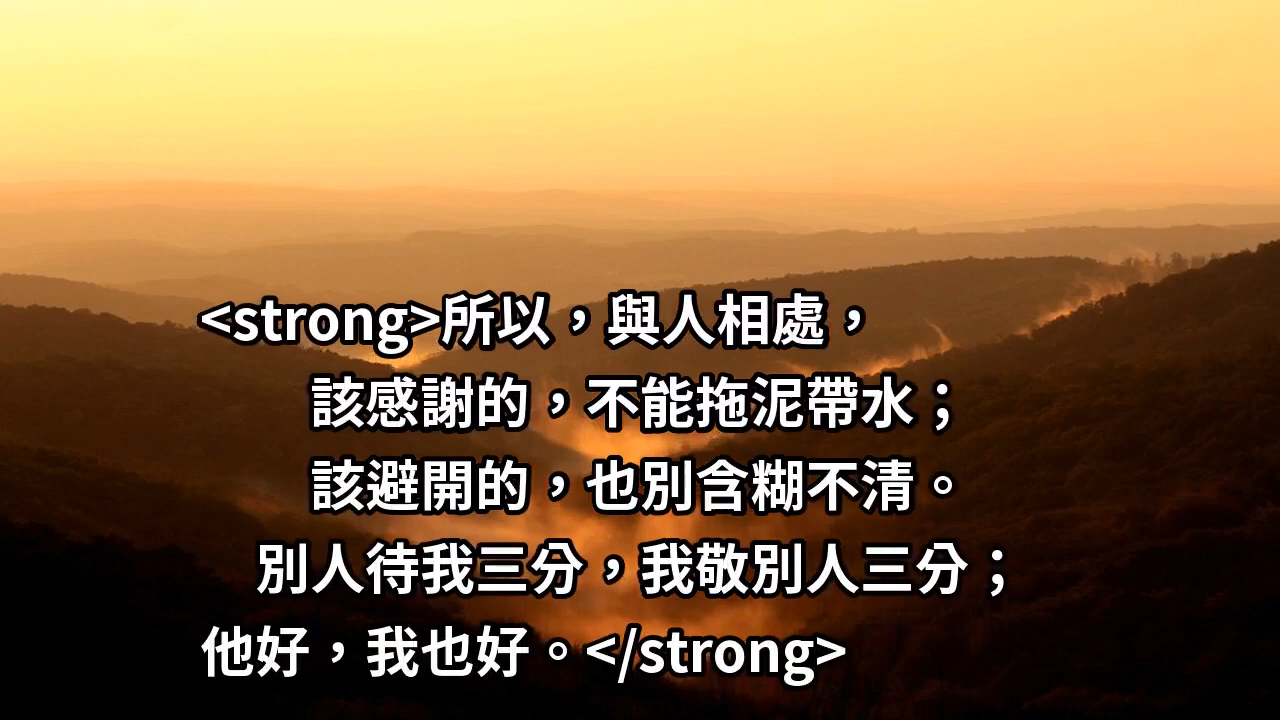 <strong>所以，與人相處，
該感謝的，不能拖泥帶水；
該避開的，也別含糊不清。
別人待我三分，我敬別人三分；
他好，我也好。</strong>